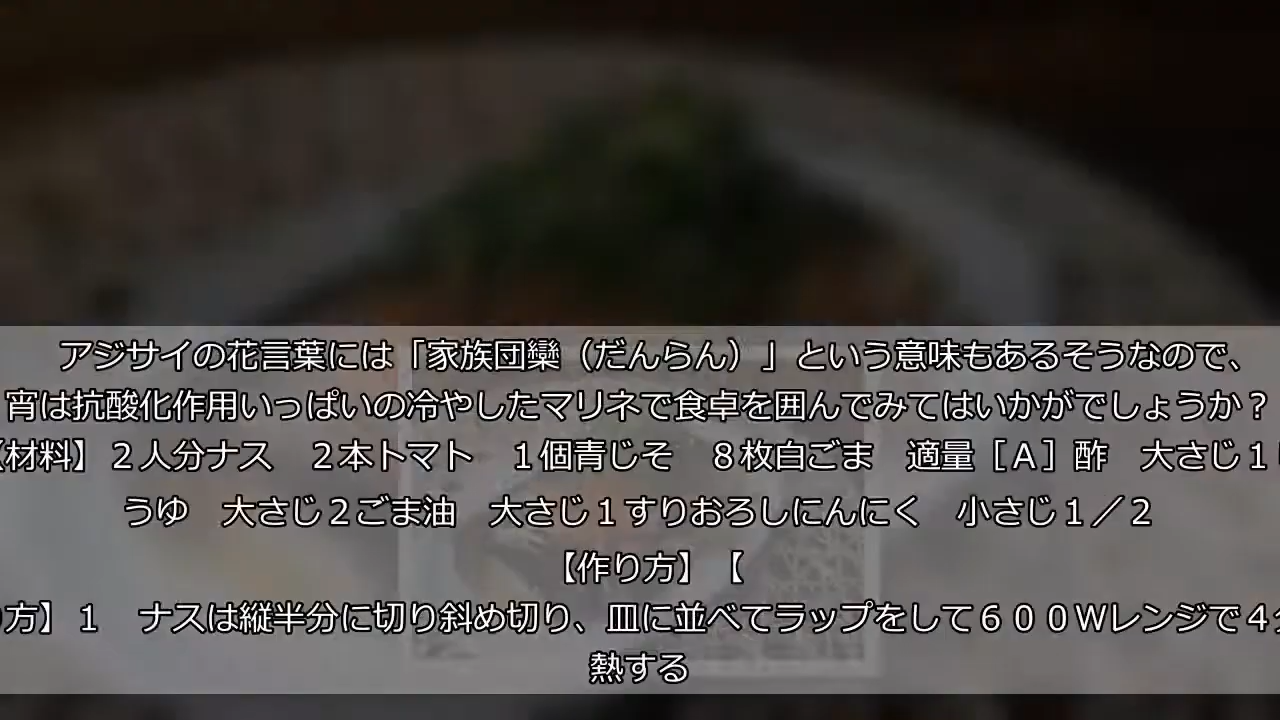 アジサイの花言葉には「家族団欒（だんらん）」という意味もあるそうなので、
宵は抗酸化作用いっぱいの冷やしたマリネで食卓を囲んでみてはいかがでしょうか？
【材料】２人分ナス　２本トマト　１個青じそ　８枚白ごま　適量［Ａ］酢　大さじ１
うゆ　大さじ２ごま油　大さじ１すりおろしにんにく　小さじ１／２
【作り方】【
方】１　ナスは縦半分に切り斜め切り、皿に並べてラップをして６００Ｗレンジで４
熱する